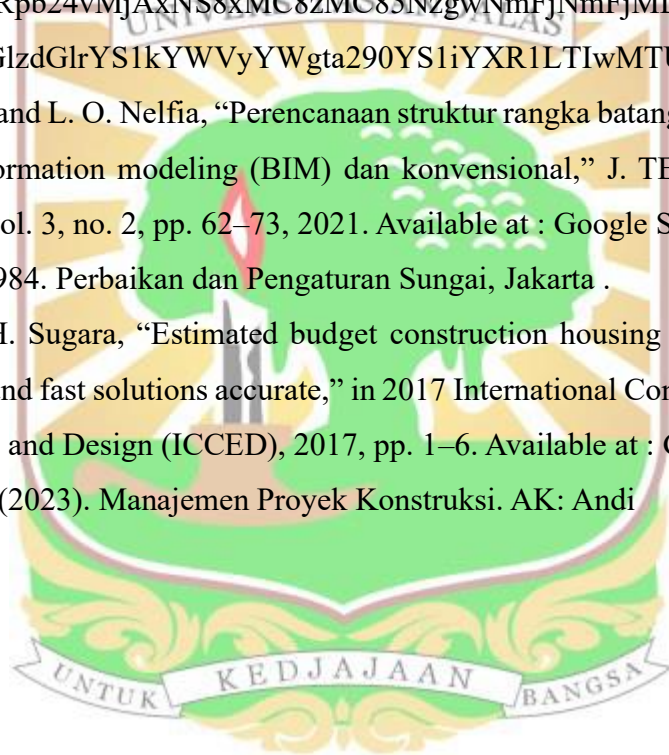 UNIVERSITAS ANDALAS
Rpb24vMjAxNS8xMC8zMC83NzgwNmFjNmFjM
GlzdGlrYS1kYWVyYWgta290YS1iYXR1LTIwMTU
and L. O. Nelfia, “Perencanaan struktur rangka batang
ormation modeling (BIM) dan konvensional,” J. TE
ol. 3, no. 2, pp. 62–73, 2021. Available at : Google S
984. Perbaikan dan Pengaturan Sungai, Jakarta .
H. Sugara, “Estimated budget construction housing
nd fast solutions accurate,” in 2017 International Con
and Design (ICCED), 2017, pp. 1–6. Available at :
(2023). Manajemen Proyek Konstruksi. AK: Andi
UNTUK KEDJAJAAN BANGSA